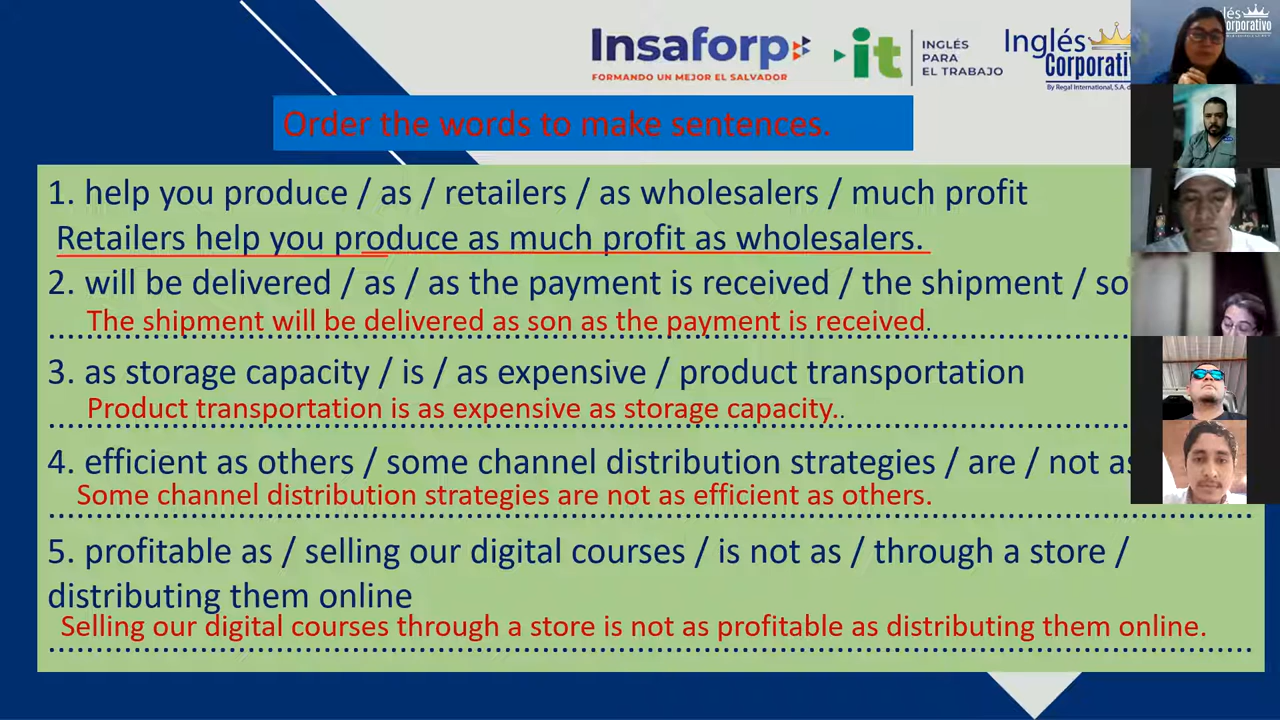 Insaforp
FORMANDO UN MEJOR EL SALVADOR
it
INGLÉS
PARA
EL TRABAJO
Inglés
Corporativ
By Regal International, S.A. d
lés
orporativo
Order the words to make sentences.
1. help you produce / as / retailers / as wholesalers / much profit
Retailers help you produce as much profit as wholesalers.
2. will be delivered / as / as the payment is received / the shipment / so
The shipment will be delivered as son as the payment is received.
3. as storage capacity / is / as expensive / product transportation
Product transportation is as expensive as storage capacity..
4. efficient as others / some channel distribution strategies / are / not as
Some channel distribution strategies are not as efficient as others.
5. profitable as / selling our digital courses / is not as / through a store /
distributing them online
Selling our digital courses through a store is not as profitable as distributing them online.